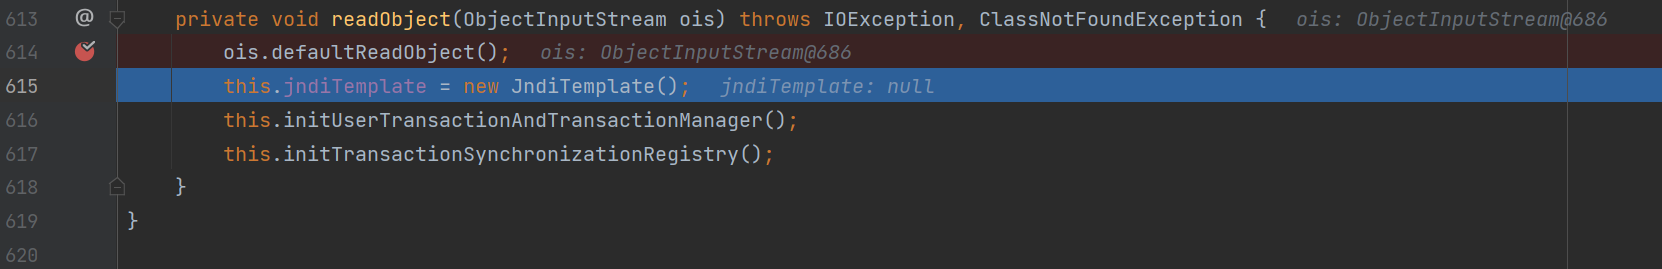 613 @ private void readObject(ObjectInputStream ois) throws IOException, ClassNotFoundException { ois: ObjectInputStream@686
614 ois.defaultReadObject(); ois: ObjectInputStream@686
615 this.jndiTemplate = new JndiTemplate(); jndiTemplate: null
616 this.initUserTransactionAndTransactionManager();
617 this.initTransactionSynchronizationRegistry();
618 }
619 }
620